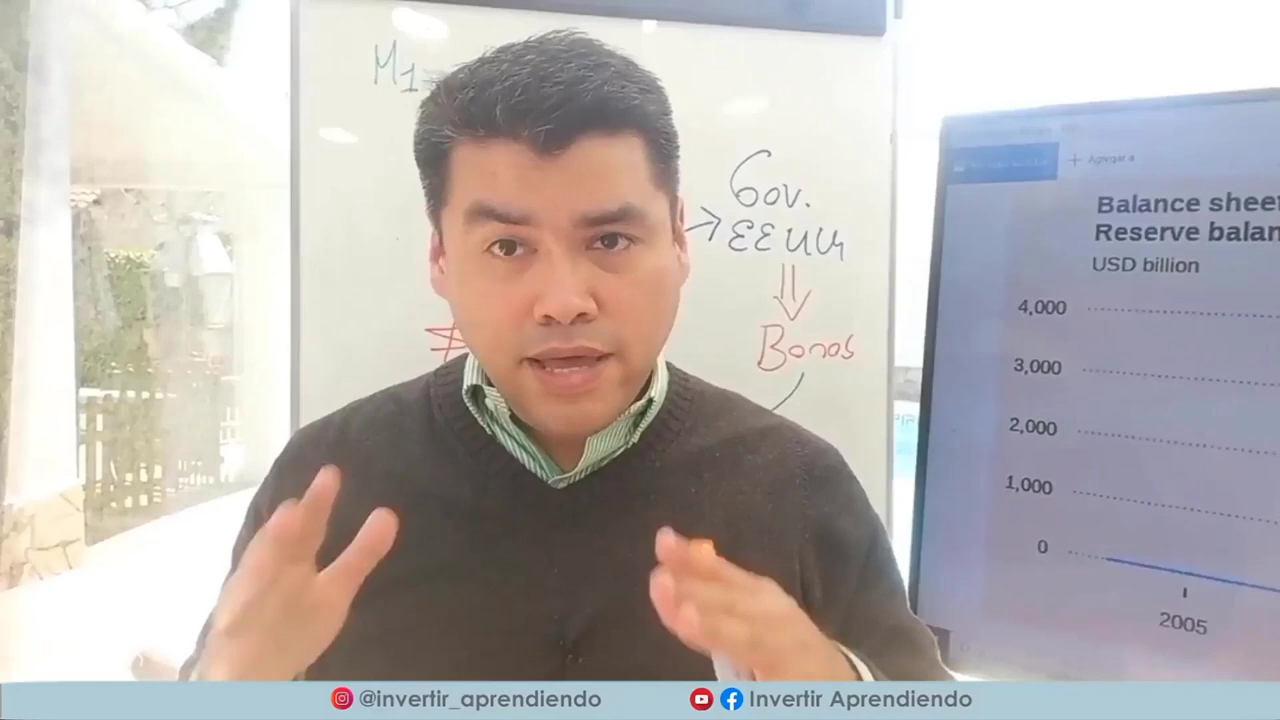 M1=
Gov.
EEUU
Bonos
+ Agregar a
Balance sheet
Reserve balan
USD billion
4,000
3,000
2,000
1,000
0
2005
@invertir_aprendiendo
Invertir Aprendiendo